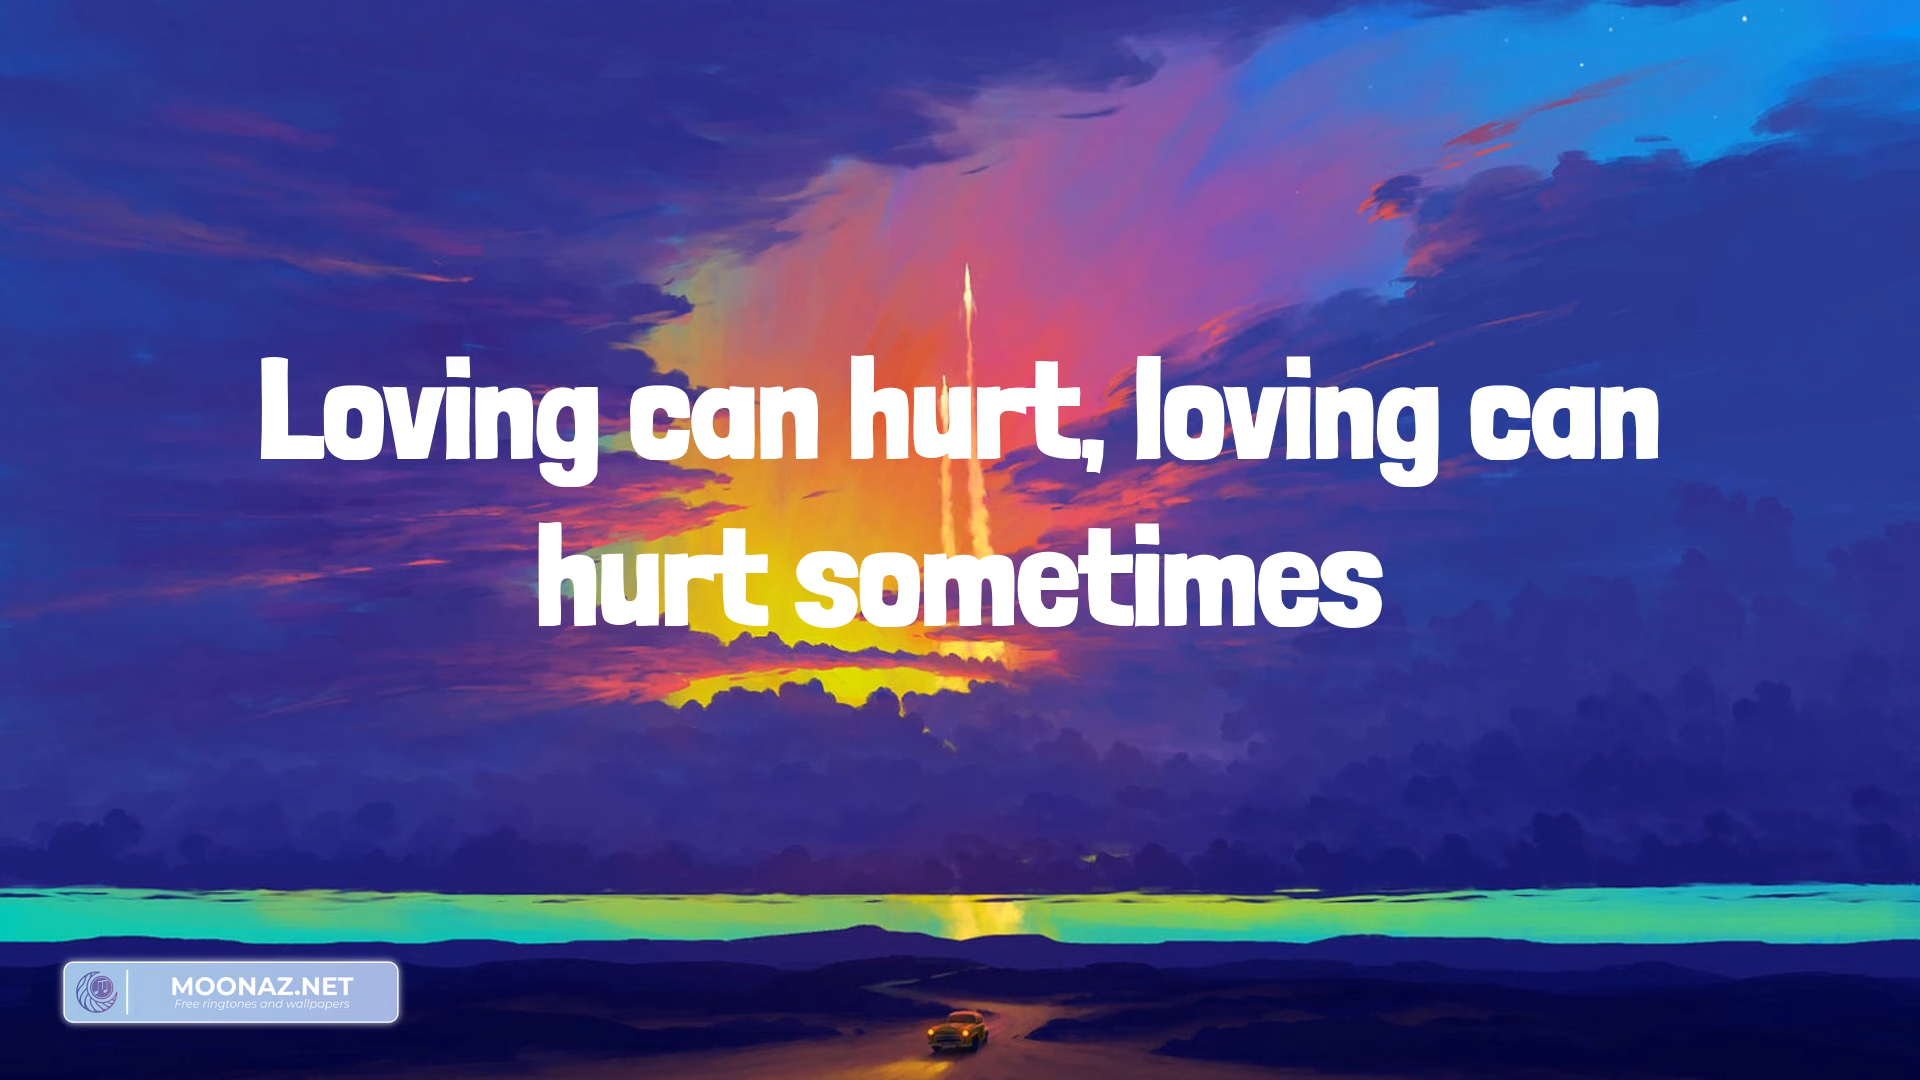 Loving can hurt, loving can
hurt sometimes
MOONAZ.NET
Free ringtones and wallpapers